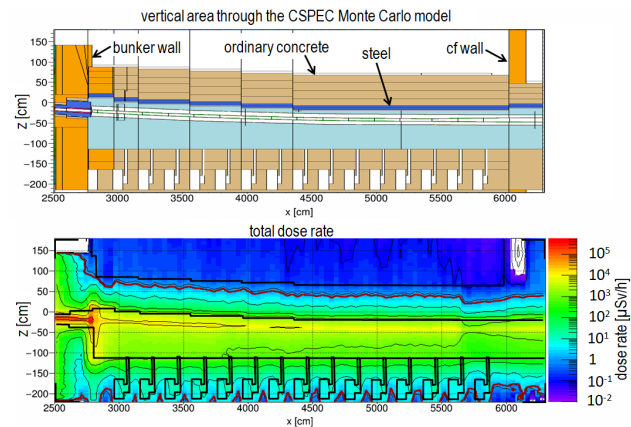 vertical area through the CSPEC Monte Carlo model
150
100
50
0
−50
−100
−150
−200
Z [cm]
bunker wall
ordinary concrete
steel
cf wall
2500 3000 3500 4000 4500 5000 5500 6000
x [cm]
total dose rate
150
100
50
0
−50
−100
−150
−200
Z [cm]
2500 3000 3500 4000 4500 5000 5500 6000
x [cm]
10⁵
10⁴
10³
10²
10
1
10⁻¹
10⁻²
dose rate [µSv/h]